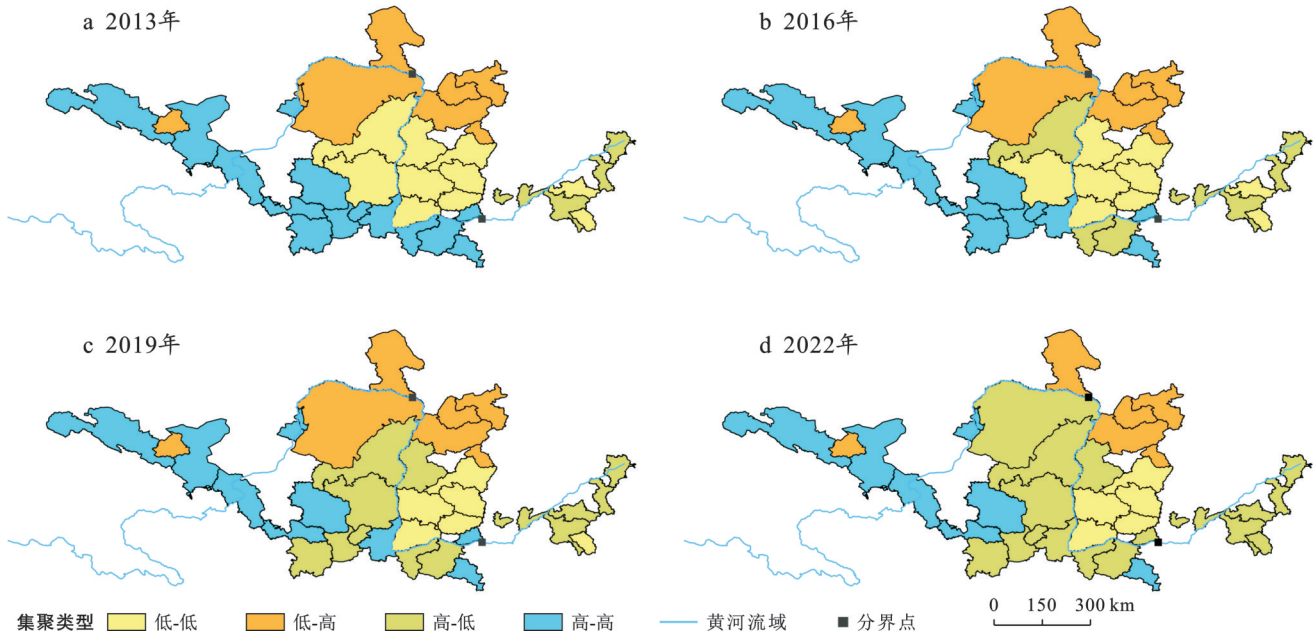 a 2013年
b 2016年
c 2019年
d 2022年
0 150 300 km
集聚类型 低-低 低-高 高-低 高-高 黄河流域 分界点